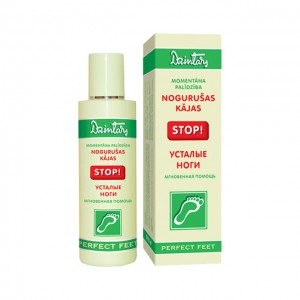 Dzintars
MOMENTĀNA
PALĪDZĪBA
NOGURUŠAS
KĀJAS
STOP!
УСТАЛЫЕ
НОГИ
МГНОВЕННАЯ ПОМОЩЬ
PERFECT FEET
Dzintars
MOMENTĀNA
PALĪDZĪBA
NOGURUŠAS
KĀJAS
STOP!
УСТАЛЫЕ
НОГИ
МГНОВЕННАЯ ПОМОЩЬ
PERFECT FEET